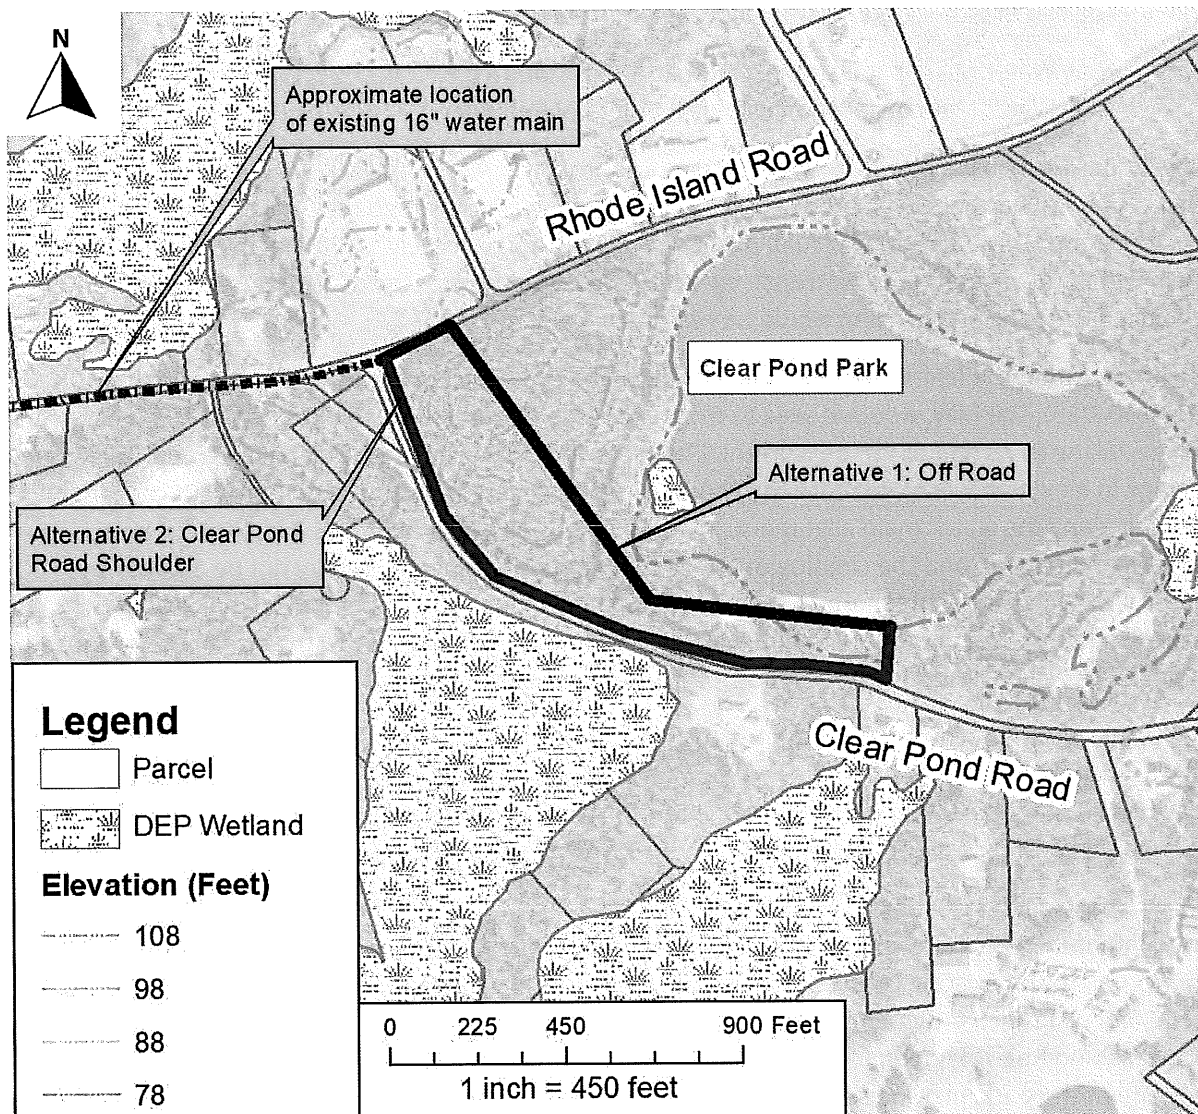 N
Approximate location
of existing 16" water main
Rhode Island Road
Clear Pond Park
Alternative 1: Off Road
Alternative 2: Clear Pond
Road Shoulder
Clear Pond Road
Legend
Parcel
DEP Wetland
Elevation (Feet)
108
98
88
78
0 225 450 900 Feet
1 inch = 450 feet